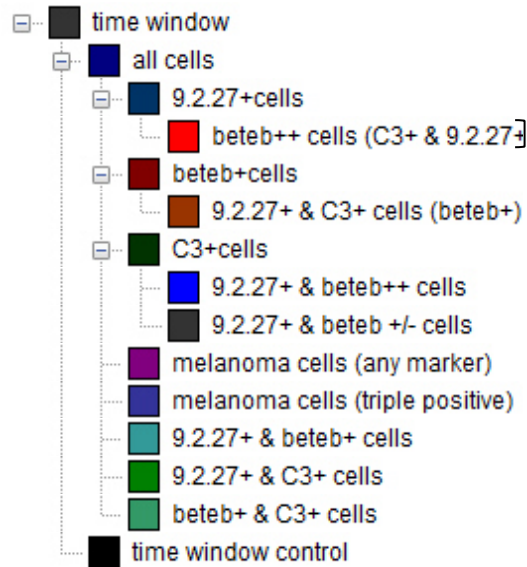 time window
all cells
9.2.27+cells
beteb++ cells (C3+ & 9.2.27+
beteb+cells
9.2.27+ & C3+ cells (beteb+)
C3+cells
9.2.27+ & beteb++ cells
9.2.27+ & beteb +/- cells
melanoma cells (any marker)
melanoma cells (triple positive)
9.2.27+ & beteb+ cells
9.2.27+ & C3+ cells
beteb+ & C3+ cells
time window control